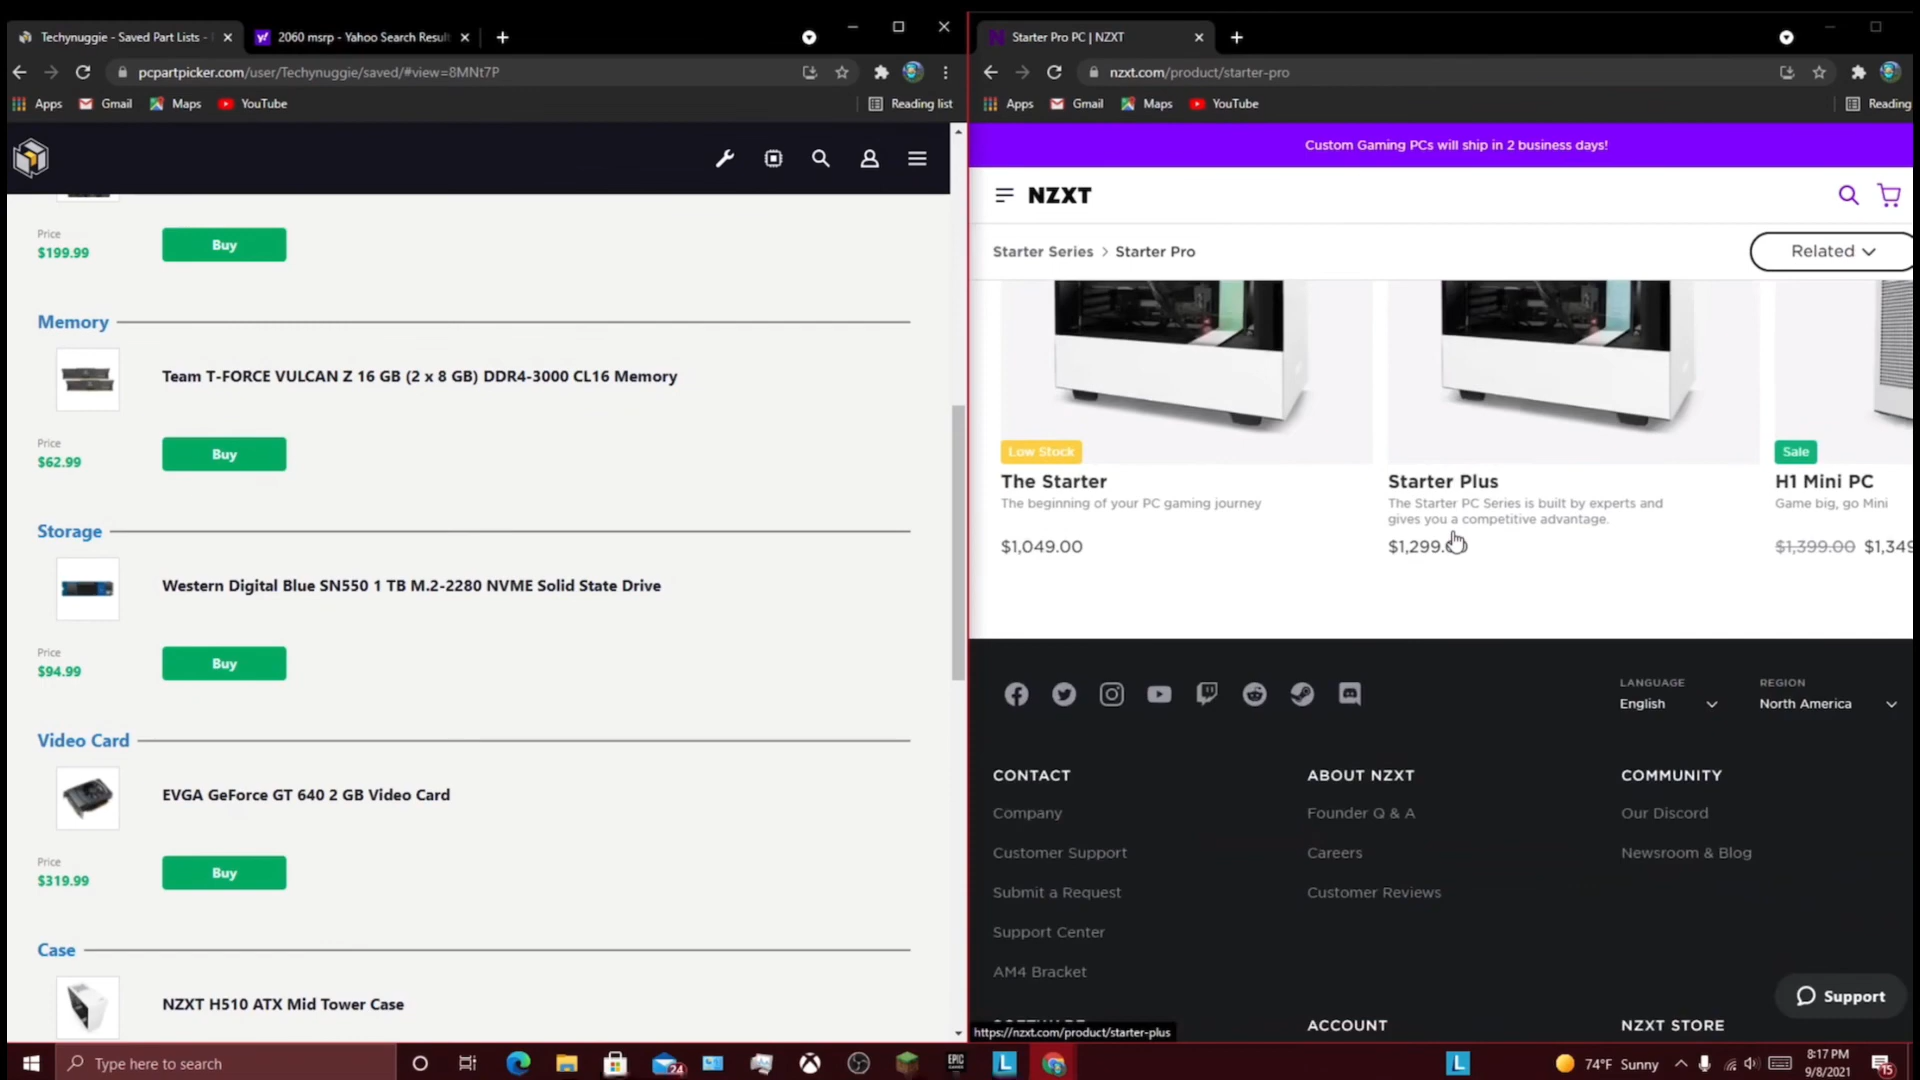 Techynuggie - Saved Part Lists -
2060 msrp - Yahoo Search Result
pcpartpicker.com/user/Techynuggie/saved/#view=8MNt7P
Apps
Gmail
Maps
YouTube
Reading list
Price
$199.99
Buy
Memory
Team T-FORCE VULCAN Z 16 GB (2 x 8 GB) DDR4-3000 CL16 Memory
Price
$62.99
Buy
Storage
Western Digital Blue SN550 1 TB M.2-2280 NVME Solid State Drive
Price
$94.99
Buy
Video Card
EVGA GeForce GT 640 2 GB Video Card
Price
$319.99
Buy
Case
NZXT H510 ATX Mid Tower Case
Starter Pro PC | NZXT
nzxt.com/product/starter-pro
Apps
Gmail
Maps
YouTube
Reading
Custom Gaming PCs will ship in 2 business days!
NZXT
Starter Series > Starter Pro
Related
Low Stock
The Starter
The beginning of your PC gaming journey
$1,049.00
Starter Plus
The Starter PC Series is built by experts and
gives you a competitive advantage.
$1,299.00
Sale
H1 Mini PC
Game big, go Mini
$1,399.00 $1,349
LANGUAGE
English
REGION
North America
CONTACT
Company
Customer Support
Submit a Request
Support Center
AM4 Bracket
ABOUT NZXT
Founder Q & A
Careers
Customer Reviews
COMMUNITY
Our Discord
Newsroom & Blog
Support
ACCOUNT
NZXT STORE
https://nzxt.com/product/starter-plus
Type here to search
24
EPIC
L
L
74°F Sunny
8:17 PM
9/8/2021
15